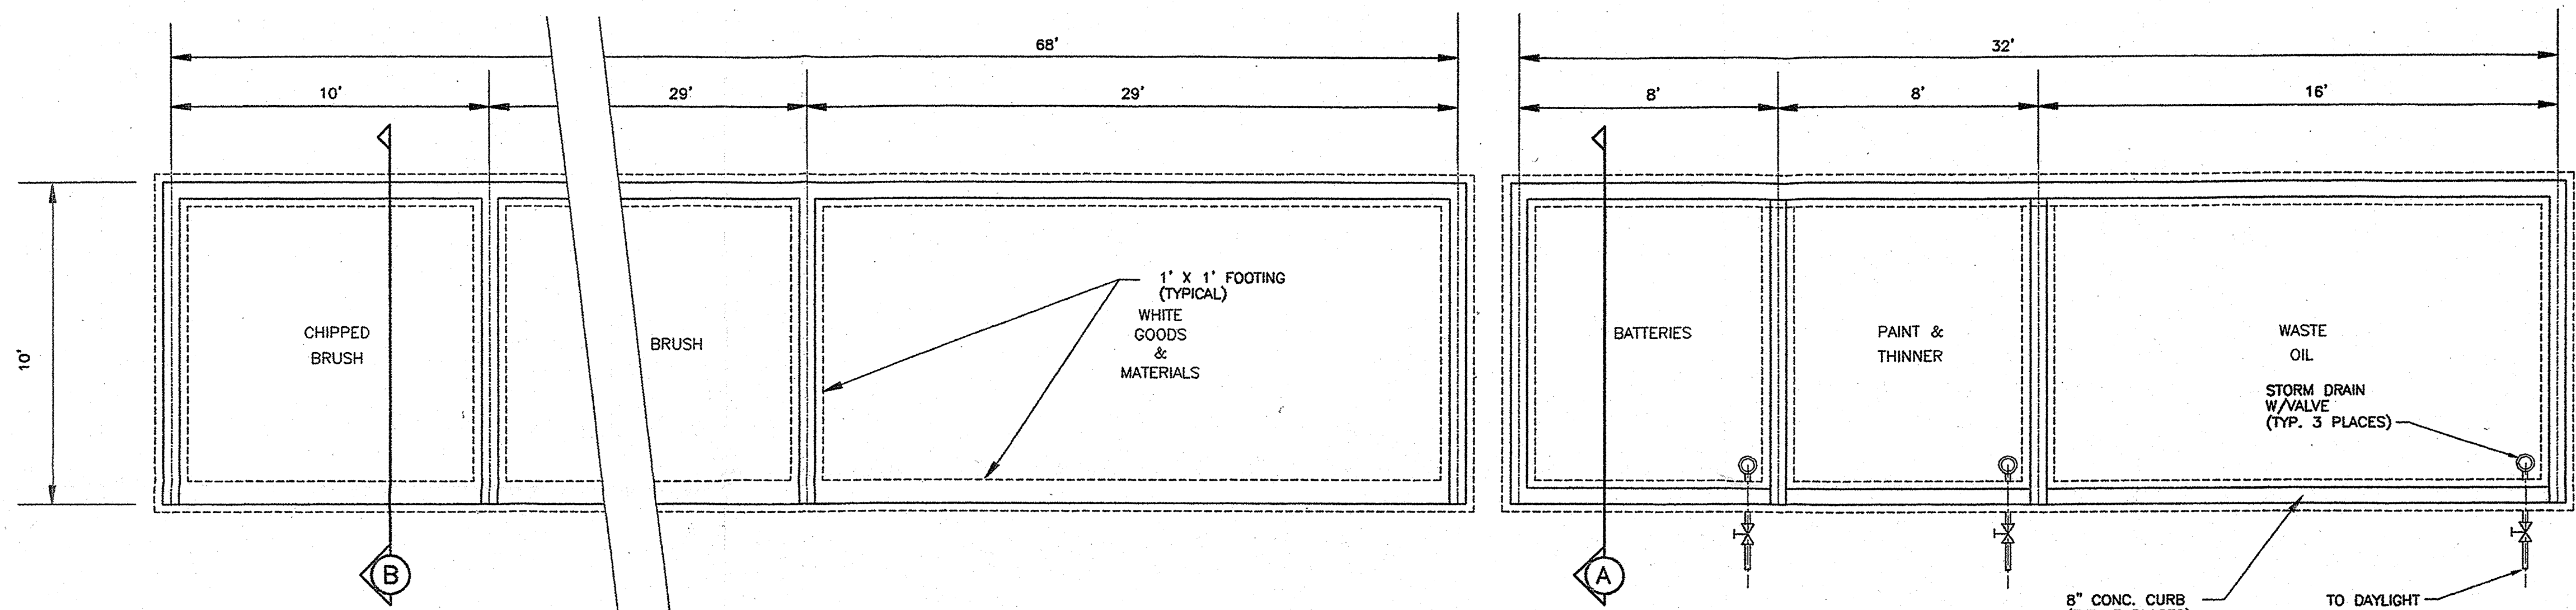 68'
32'
10'
29'
29'
8'
8'
16'
10'
1' X 1' FOOTING
(TYPICAL)
WHITE
GOODS
&
MATERIALS
CHIPPED
BRUSH
BRUSH
BATTERIES
PAINT &
THINNER
WASTE
OIL
STORM DRAIN
W/VALVE
(TYP. 3 PLACES)
B
A
8" CONC. CURB
TO DAYLIGHT